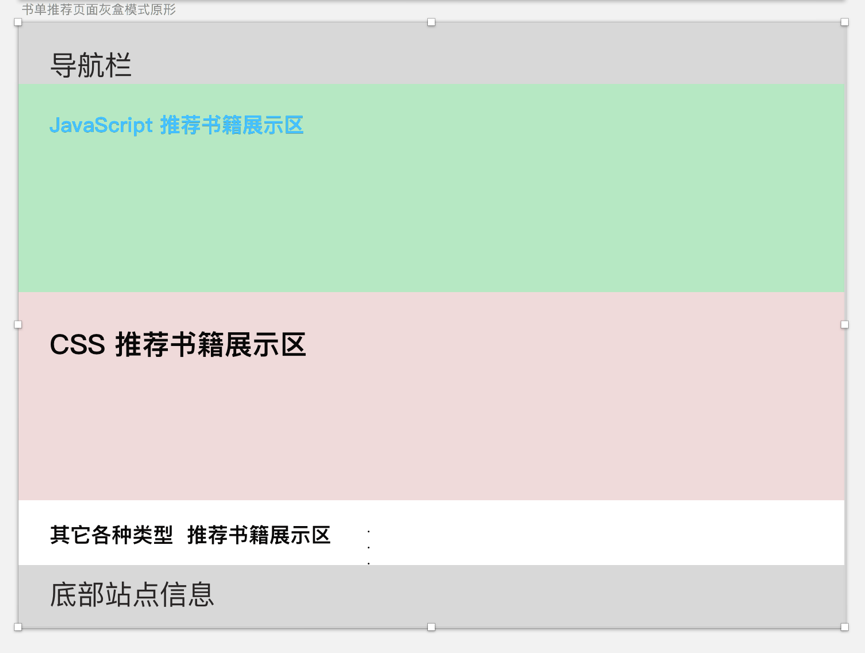 书单推荐页面灰盒模式原形
导航栏
JavaScript 推荐书籍展示区
CSS 推荐书籍展示区
其它各种类型 推荐书籍展示区
底部站点信息